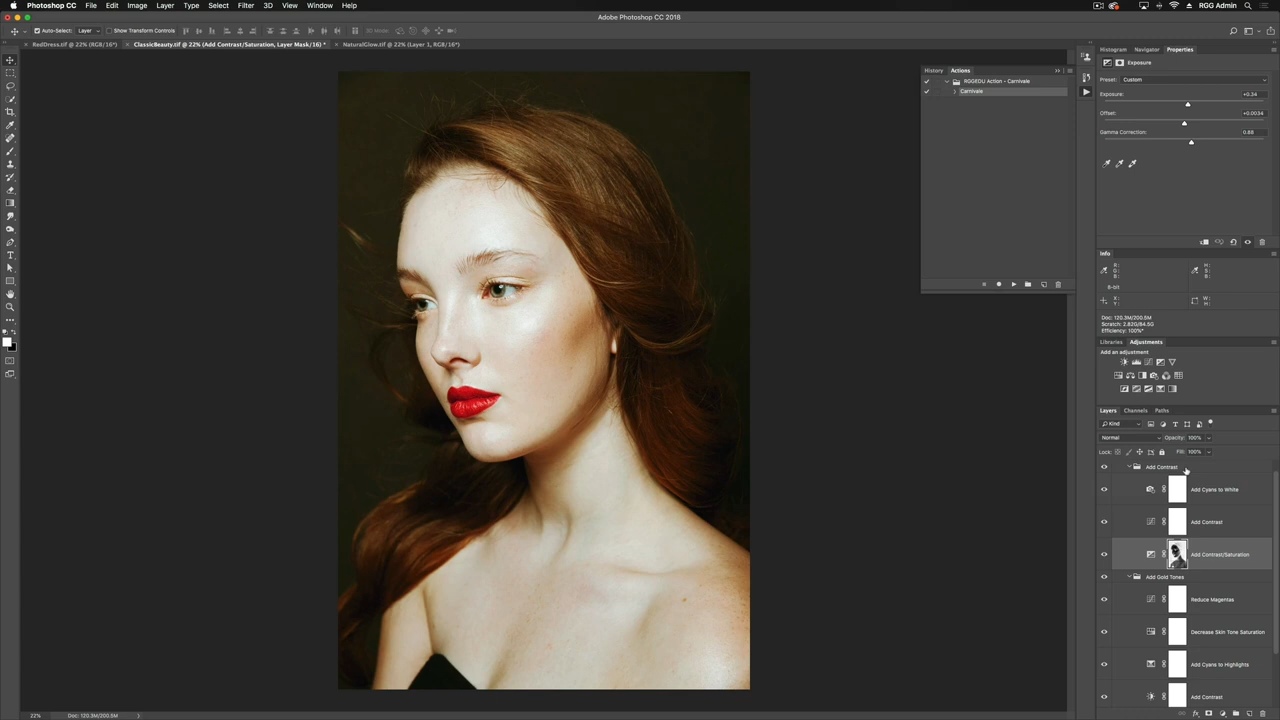 Photoshop CC File Edit Image Layer Type Select Filter 3D View Window Help RGG Admin
Adobe Photoshop CC 2018
Auto-Select: Layer Show Transform Controls
RedDress.tif @ 22% (RGB/16*) ClassicBeauty.tif @ 22% (Add Contrast/Saturation, Layer Mask/16) * NaturalGlow.tif @ 22% (Layer 1, RGB/16*)
History Actions
RGGEDU Action - Carnivale
Carnivale
Histogram Navigator Properties
Exposure
Preset: Custom
Exposure: +0.34
Offset: +0.0034
Gamma Correction: 0.88
Info
R: H:
G: S:
B: B:
8-bit
X: W:
Y: H:
Doc: 120.3M/200.5M
Scratch: 2.82G/64.5G
Efficiency: 100%*
Libraries Adjustments
Add an adjustment
Layers Channels Paths
Kind
Normal Opacity: 100%
Lock: Fill: 100%
Add Contrast
Add Cyans to White
Add Contrast
Add Contrast/Saturation
Add Gold Tones
Reduce Magentas
Decrease Skin Tone Saturation
Add Cyans to Highlights
Add Contrast
22% Doc: 120.3M/200.5M